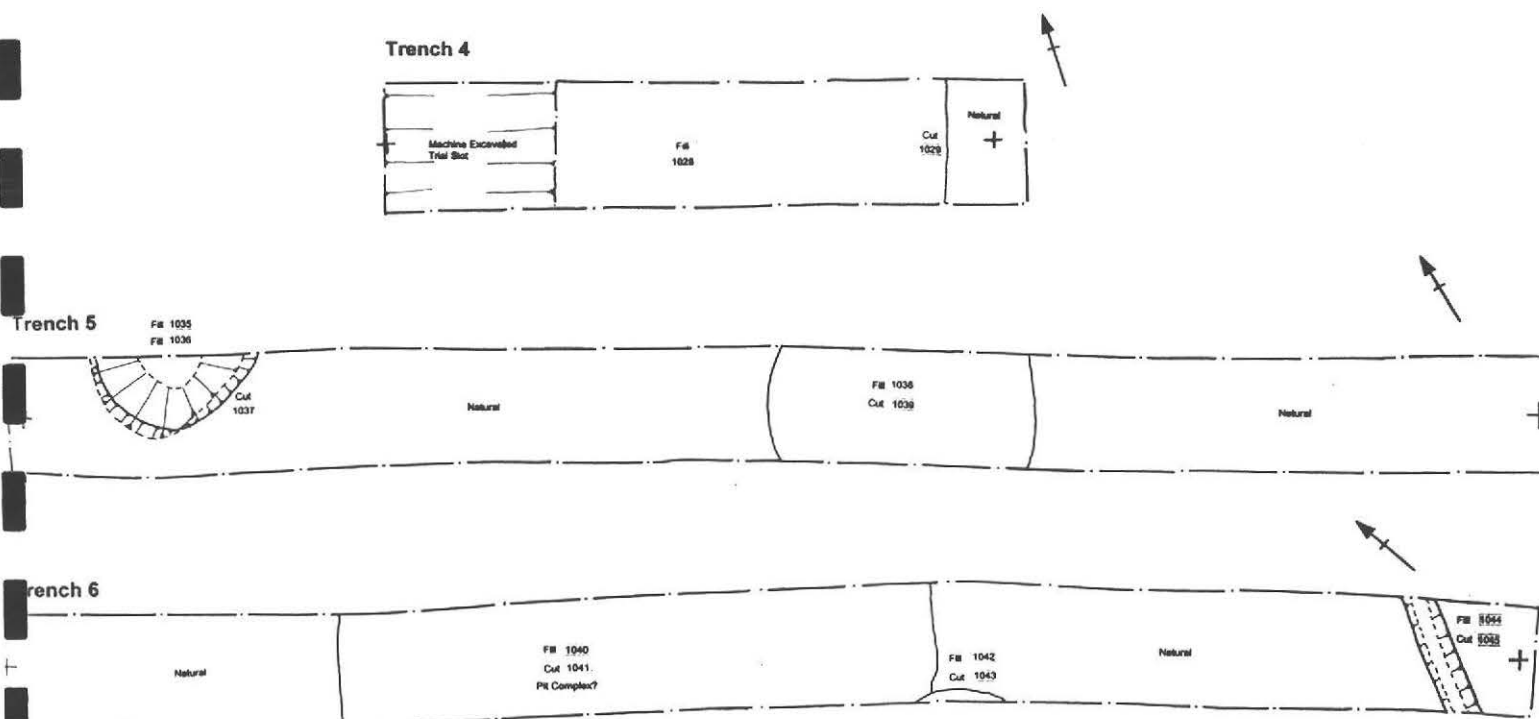 Trench 4
Machine Excavated
Trial Slot
Fill
1028
Cut
1029
Natural
Trench 5
Fill 1035
Fill 1036
Cut
1037
Natural
Fill 1038
Cut 1039
Natural
rench 6
Natural
Fill 1040
Cut 1041.
Pit Complex?
Fill 1042
Cut 1043
Natural
Fill 1044
Cut 1045